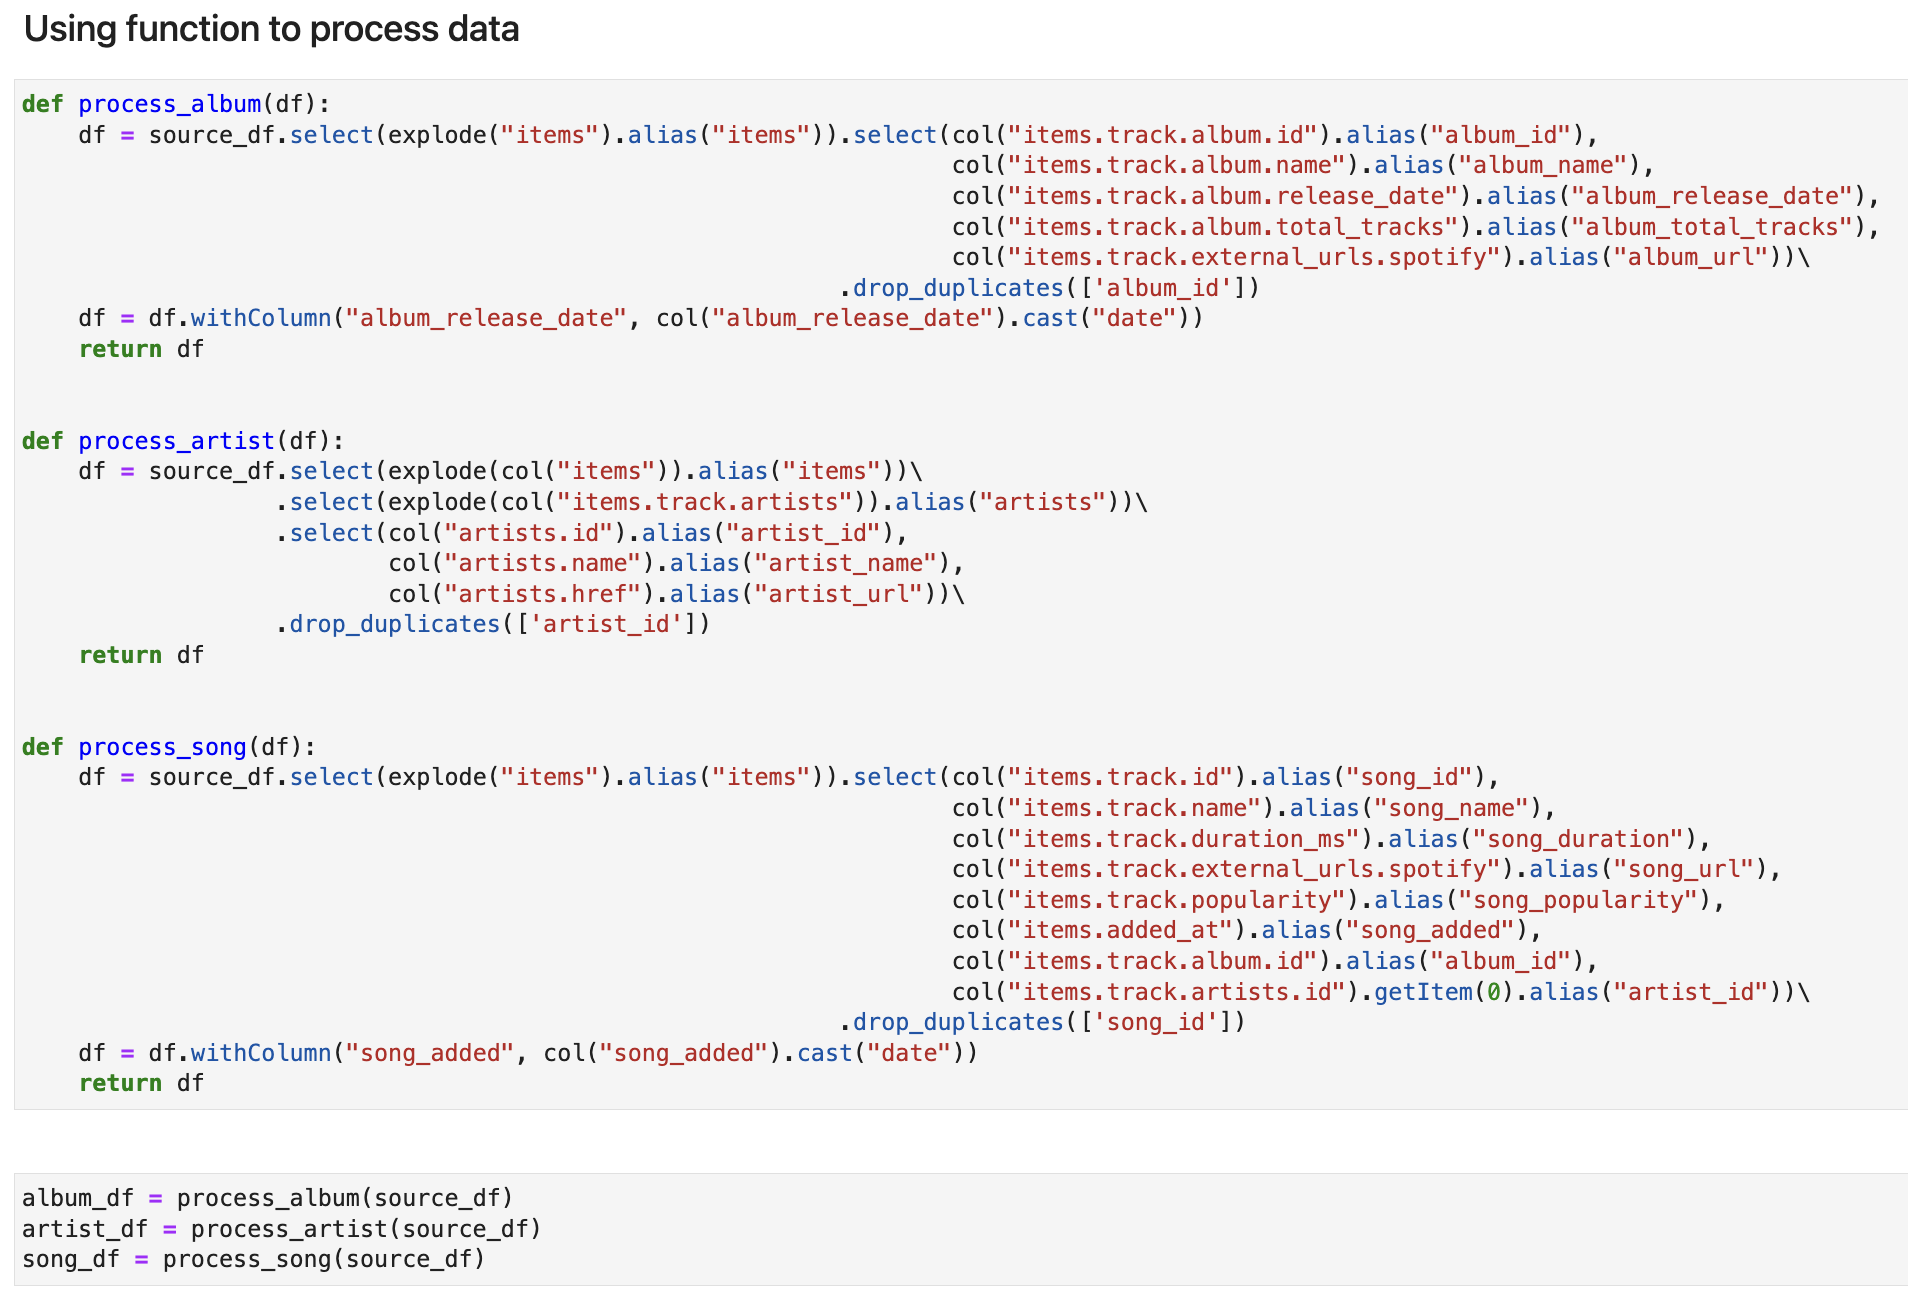 Using function to process data
def process_album(df):
    df = source_df.select(explode("items").alias("items")).select(col("items.track.album.id").alias("album_id"),
                                                                  col("items.track.album.name").alias("album_name"),
                                                                  col("items.track.album.release_date").alias("album_release_date"),
                                                                  col("items.track.album.total_tracks").alias("album_total_tracks"),
                                                                  col("items.track.external_urls.spotify").alias("album_url"))\
                                                          .drop_duplicates(['album_id'])
    df = df.withColumn("album_release_date", col("album_release_date").cast("date"))
    return df
def process_artist(df):
    df = source_df.select(explode(col("items")).alias("items"))\
                  .select(explode(col("items.track.artists")).alias("artists"))\
                  .select(col("artists.id").alias("artist_id"),
                          col("artists.name").alias("artist_name"),
                          col("artists.href").alias("artist_url"))\
                  .drop_duplicates(['artist_id'])
    return df
def process_song(df):
    df = source_df.select(explode("items").alias("items")).select(col("items.track.id").alias("song_id"),
                                                                  col("items.track.name").alias("song_name"),
                                                                  col("items.track.duration_ms").alias("song_duration"),
                                                                  col("items.track.external_urls.spotify").alias("song_url"),
                                                                  col("items.track.popularity").alias("song_popularity"),
                                                                  col("items.added_at").alias("song_added"),
                                                                  col("items.track.album.id").alias("album_id"),
                                                                  col("items.track.artists.id").getItem(0).alias("artist_id"))\
                                                          .drop_duplicates(['song_id'])
    df = df.withColumn("song_added", col("song_added").cast("date"))
    return df
album_df = process_album(source_df)
artist_df = process_artist(source_df)
song_df = process_song(source_df)